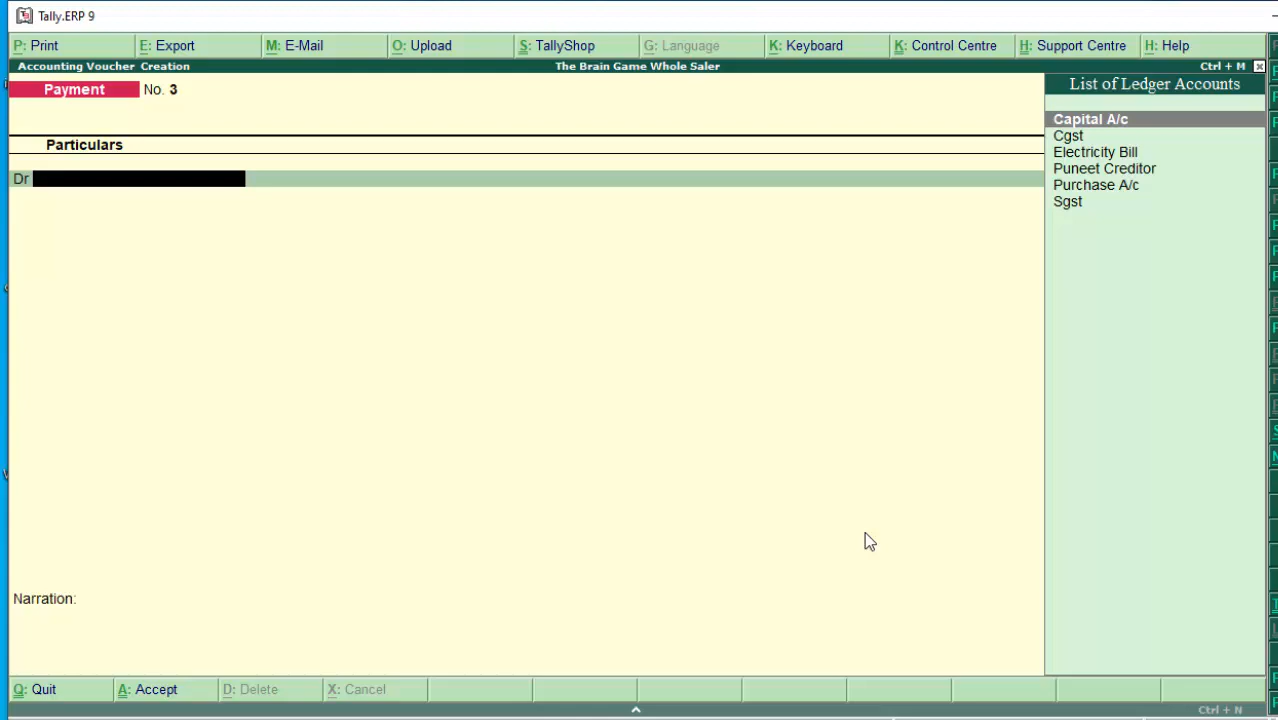 Tally.ERP 9
P: Print E: Export M: E-Mail O: Upload S: TallyShop G: Language K: Keyboard K: Control Centre H: Support Centre H: Help
Accounting Voucher Creation The Brain Game Whole Saler Ctrl + M
Payment No. 3 List of Ledger Accounts
Capital A/c
Cgst
Particulars
Electricity Bill
Puneet Creditor
Dr
Purchase A/c
Sgst
Narration:
Q: Quit A: Accept D: Delete X: Cancel
Ctrl + N